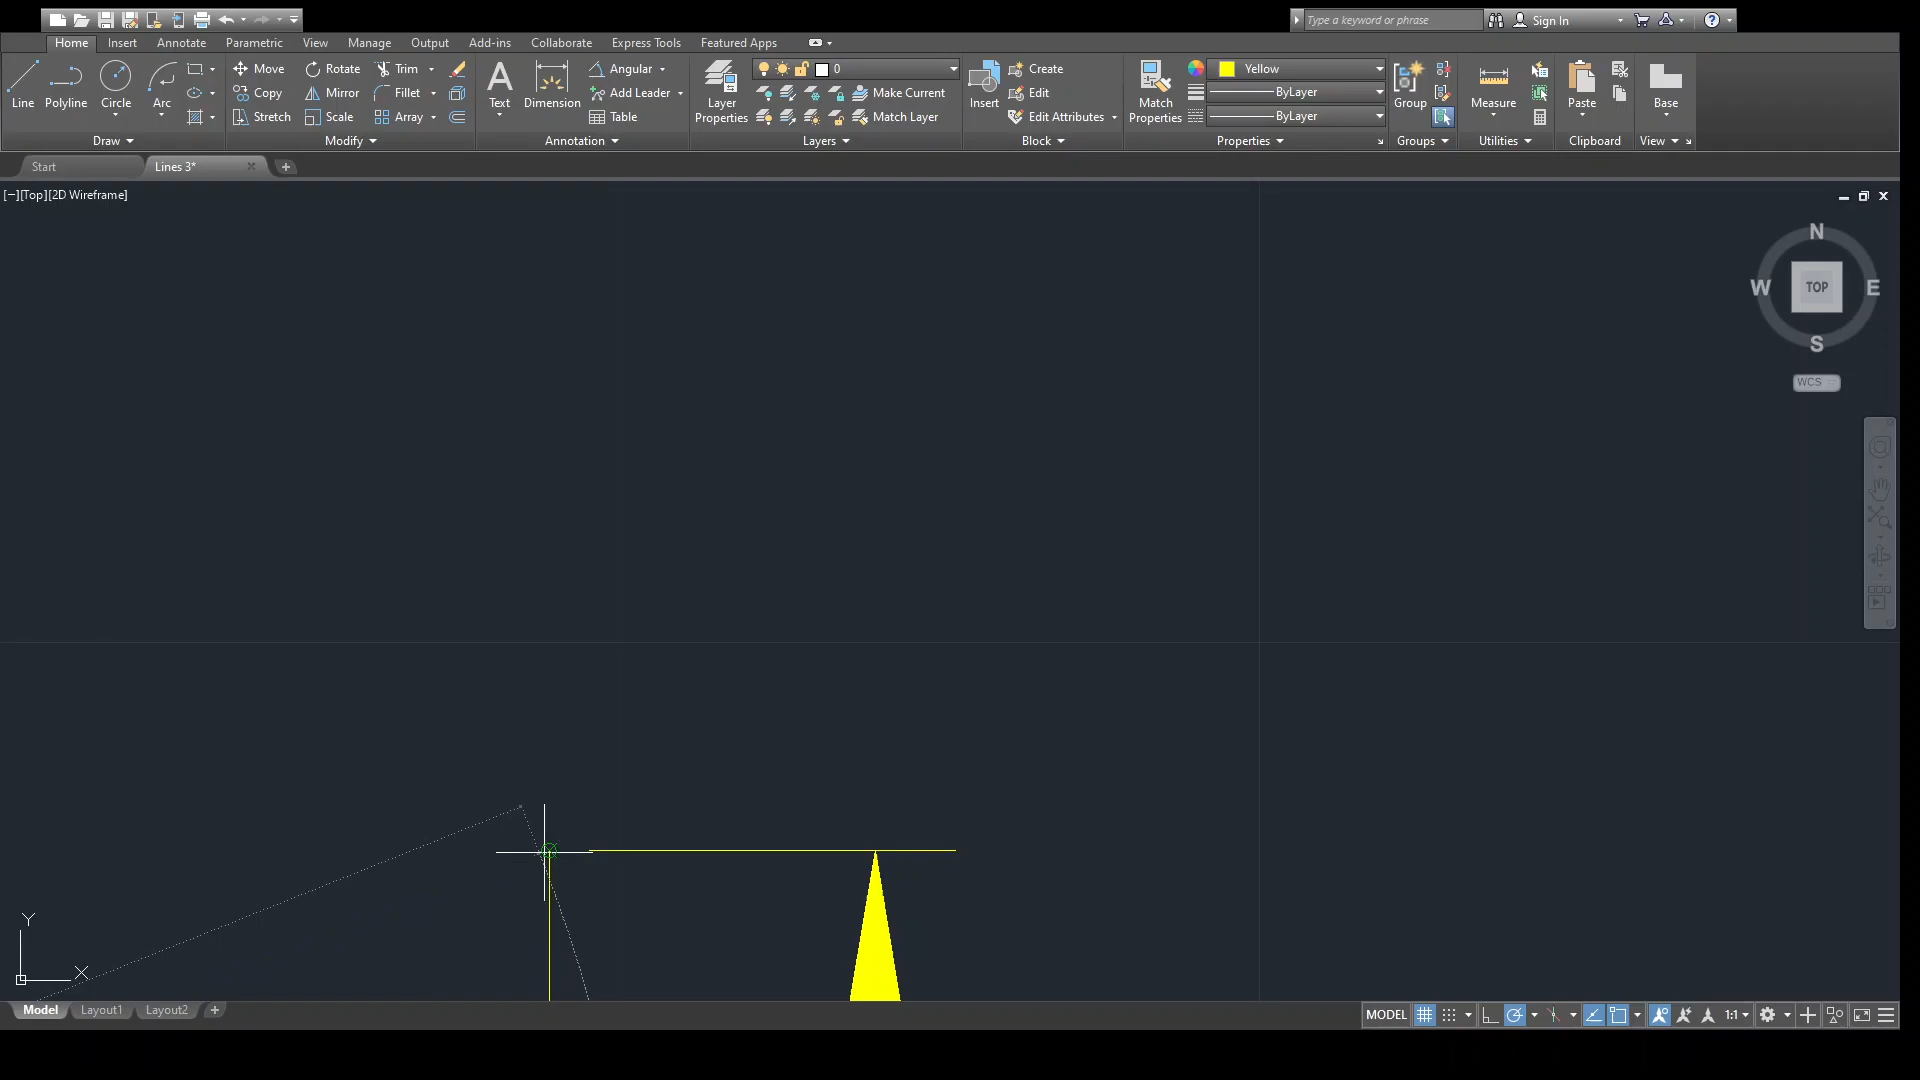 Type a keyword or phrase
Sign In
Home Insert Annotate Parametric View Manage Output Add-ins Collaborate Express Tools Featured Apps
Line Polyline Circle Arc
Move Rotate Trim
Copy Mirror Fillet
Stretch Scale Array
Text Dimension
Angular
Add Leader
Table
Layer
Properties
0
Make Current
Match Layer
Insert
Create
Edit
Edit Attributes
Match
Properties
Yellow
ByLayer
ByLayer
Group
Measure
Paste
Base
Draw Modify Annotation Layers Block Properties Groups Utilities Clipboard View
Start Lines 3*
[−][Top][2D Wireframe]
N
W TOP E
S
WCS
Y
X
Model Layout1 Layout2
MODEL 1:1